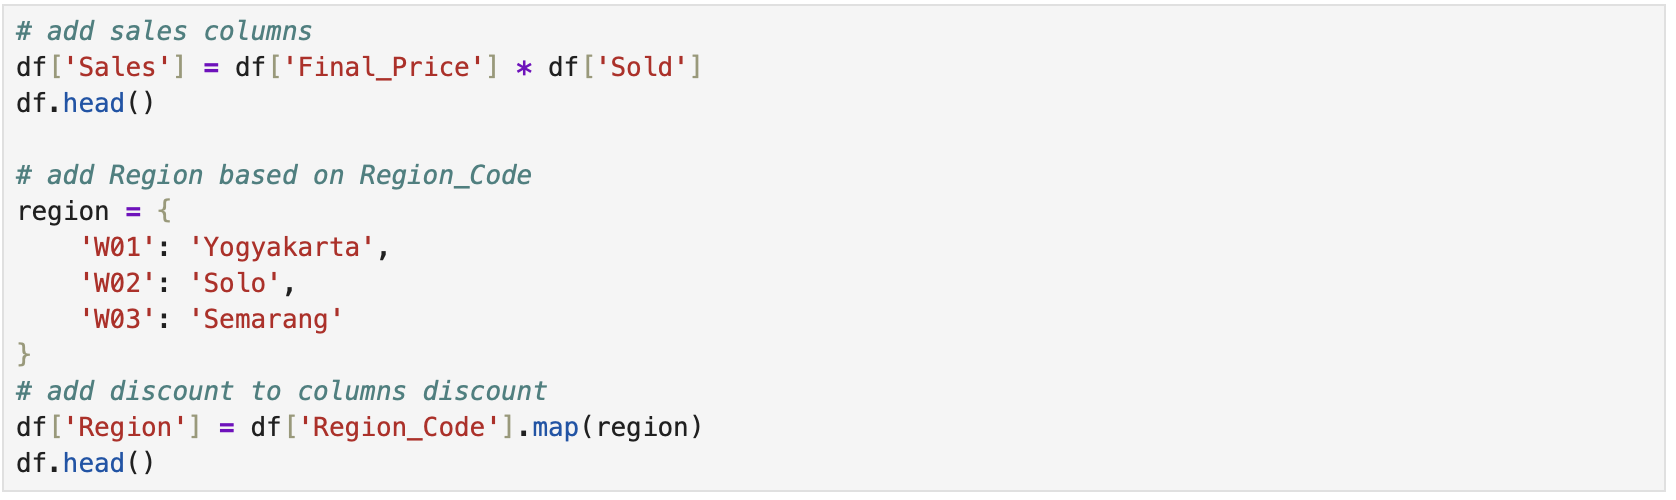 # add sales columns
df['Sales'] = df['Final_Price'] * df['Sold']
df.head()

# add Region based on Region_Code
region = {
    'W01': 'Yogyakarta',
    'W02': 'Solo',
    'W03': 'Semarang'
}
# add discount to columns discount
df['Region'] = df['Region_Code'].map(region)
df.head()